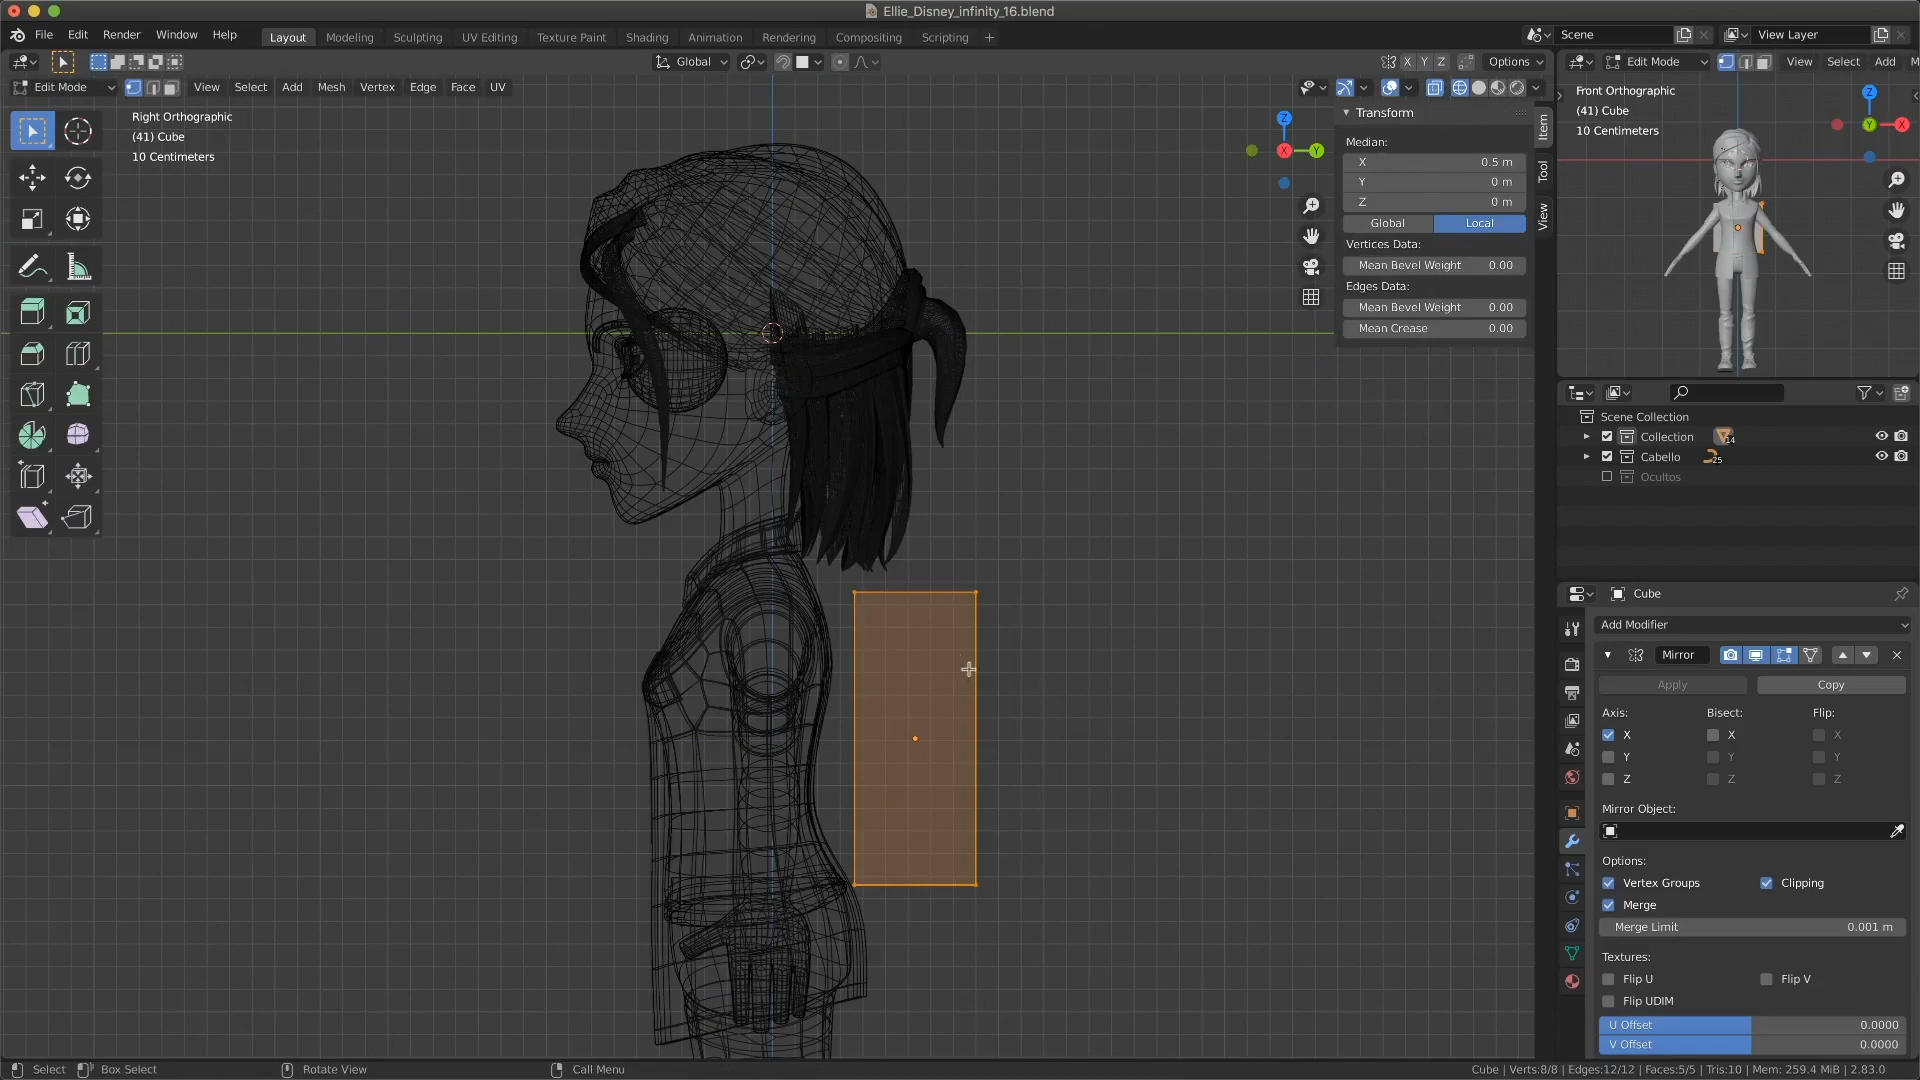 Ellie_Disney_infinity_16.blend
File Edit Render Window Help
Layout Modeling Sculpting UV Editing Texture Paint Shading Animation Rendering Compositing Scripting +
Scene
View Layer
Global
X Y Z
Options
Edit Mode
View Select Add Mesh Vertex Edge Face UV
Right Orthographic
(41) Cube
10 Centimeters
Z
X
Y
Transform
Median:
X 0.5 m
Y 0 m
Z 0 m
Global Local
Vertices Data:
Mean Bevel Weight 0.00
Edges Data:
Mean Bevel Weight 0.00
Mean Crease 0.00
Item
Tool
View
Edit Mode
View Select Add M
Front Orthographic
(41) Cube
10 Centimeters
Z
Y
X
Scene Collection
Collection 14
Cabello 25
Ocultos
Cube
Add Modifier
Mirror
Apply Copy
Axis: Bisect: Flip:
X X X
Y Y Y
Z Z Z
Mirror Object:
Options:
Vertex Groups Clipping
Merge
Merge Limit 0.001 m
Textures:
Flip U Flip V
Flip UDIM
U Offset 0.0000
V Offset 0.0000
Select Box Select Rotate View Call Menu
Cube | Verts:8/8 | Edges:12/12 | Faces:5/5 | Tris:10 | Mem: 259.4 MiB | 2.83.0